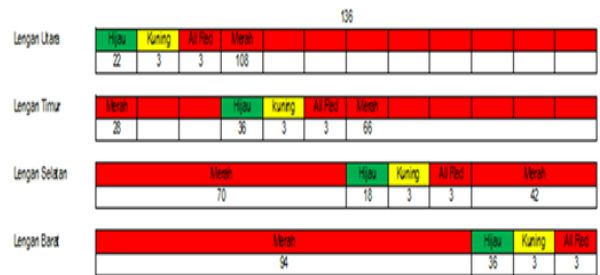 136
Lengan Utara Hijau Kuning All Red Merah
22 3 3 108
Lengan Timur Merah Hijau kuning All Red Merah
28 36 3 3 66
Lengan Selatan Merah Hijau Kuning All Red Merah
70 18 3 3 42
Lengan Barat Merah Hijau Kuning All Red
94 36 3 3